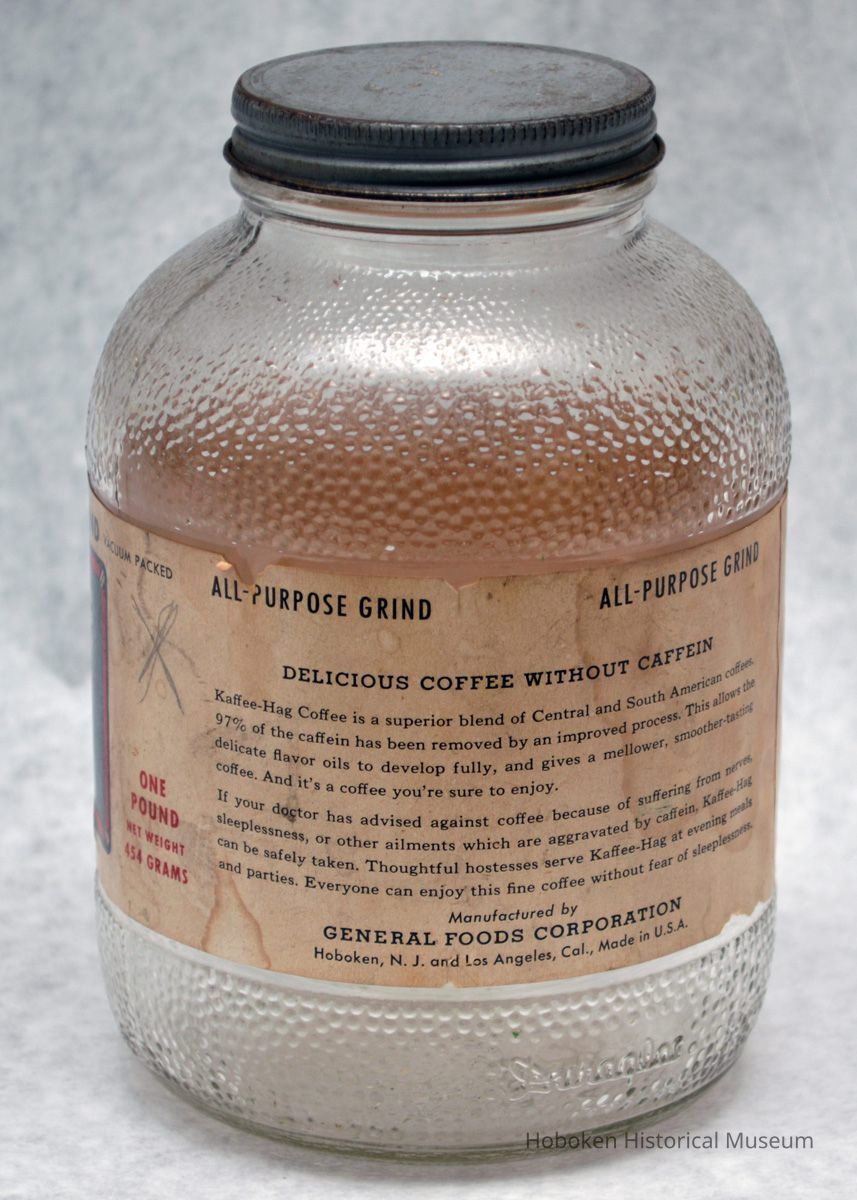 VACUUM PACKED
ALL-PURPOSE GRIND
ALL-PURPOSE GRIND
DELICIOUS COFFEE WITHOUT CAFFEIN
Kaffee-Hag Coffee is a superior blend of Central and South American coffees.
97% of the caffein has been removed by an improved process. This allows the
delicate flavor oils to develop fully, and gives a mellower, smoother-tasting
coffee. And it's a coffee you're sure to enjoy.
If your doctor has advised against coffee because of suffering from nerves,
sleeplessness, or other ailments which are aggravated by caffein, Kaffee-Hag
can be safely taken. Thoughtful hostesses serve Kaffee-Hag at evening meals
and parties. Everyone can enjoy this fine coffee without fear of sleeplessness.
Manufactured by
GENERAL FOODS CORPORATION
Hoboken, N. J. and Los Angeles, Cal., Made in U.S.A.
ONE
POUND
NET WEIGHT
454 GRAMS
Hoboken Historical Museum